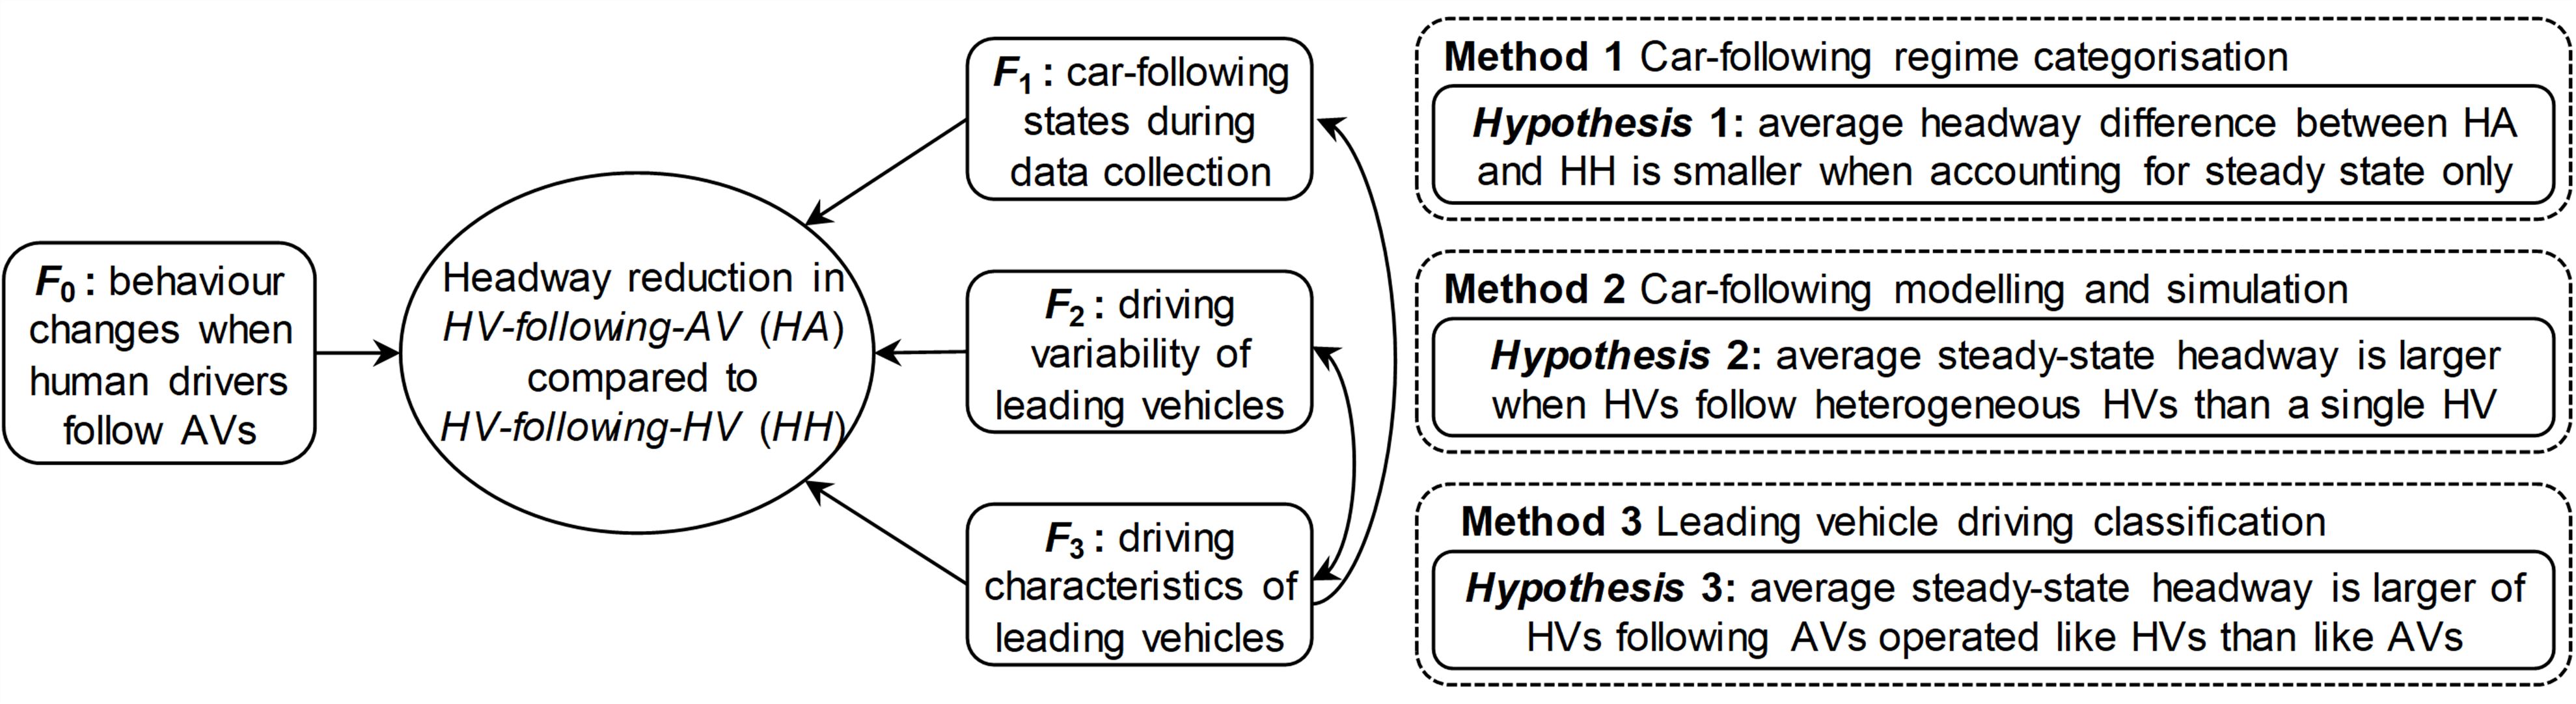 F0 : behaviour
changes when
human drivers
follow AVs
Headway reduction in
HV-following-AV (HA)
compared to
HV-following-HV (HH)
F1 : car-following
states during
data collection
F2 : driving
variability of
leading vehicles
F3 : driving
characteristics of
leading vehicles
Method 1 Car-following regime categorisation
Hypothesis 1: average headway difference between HA
and HH is smaller when accounting for steady state only
Method 2 Car-following modelling and simulation
Hypothesis 2: average steady-state headway is larger
when HVs follow heterogeneous HVs than a single HV
Method 3 Leading vehicle driving classification
Hypothesis 3: average steady-state headway is larger of
HVs following AVs operated like HVs than like AVs